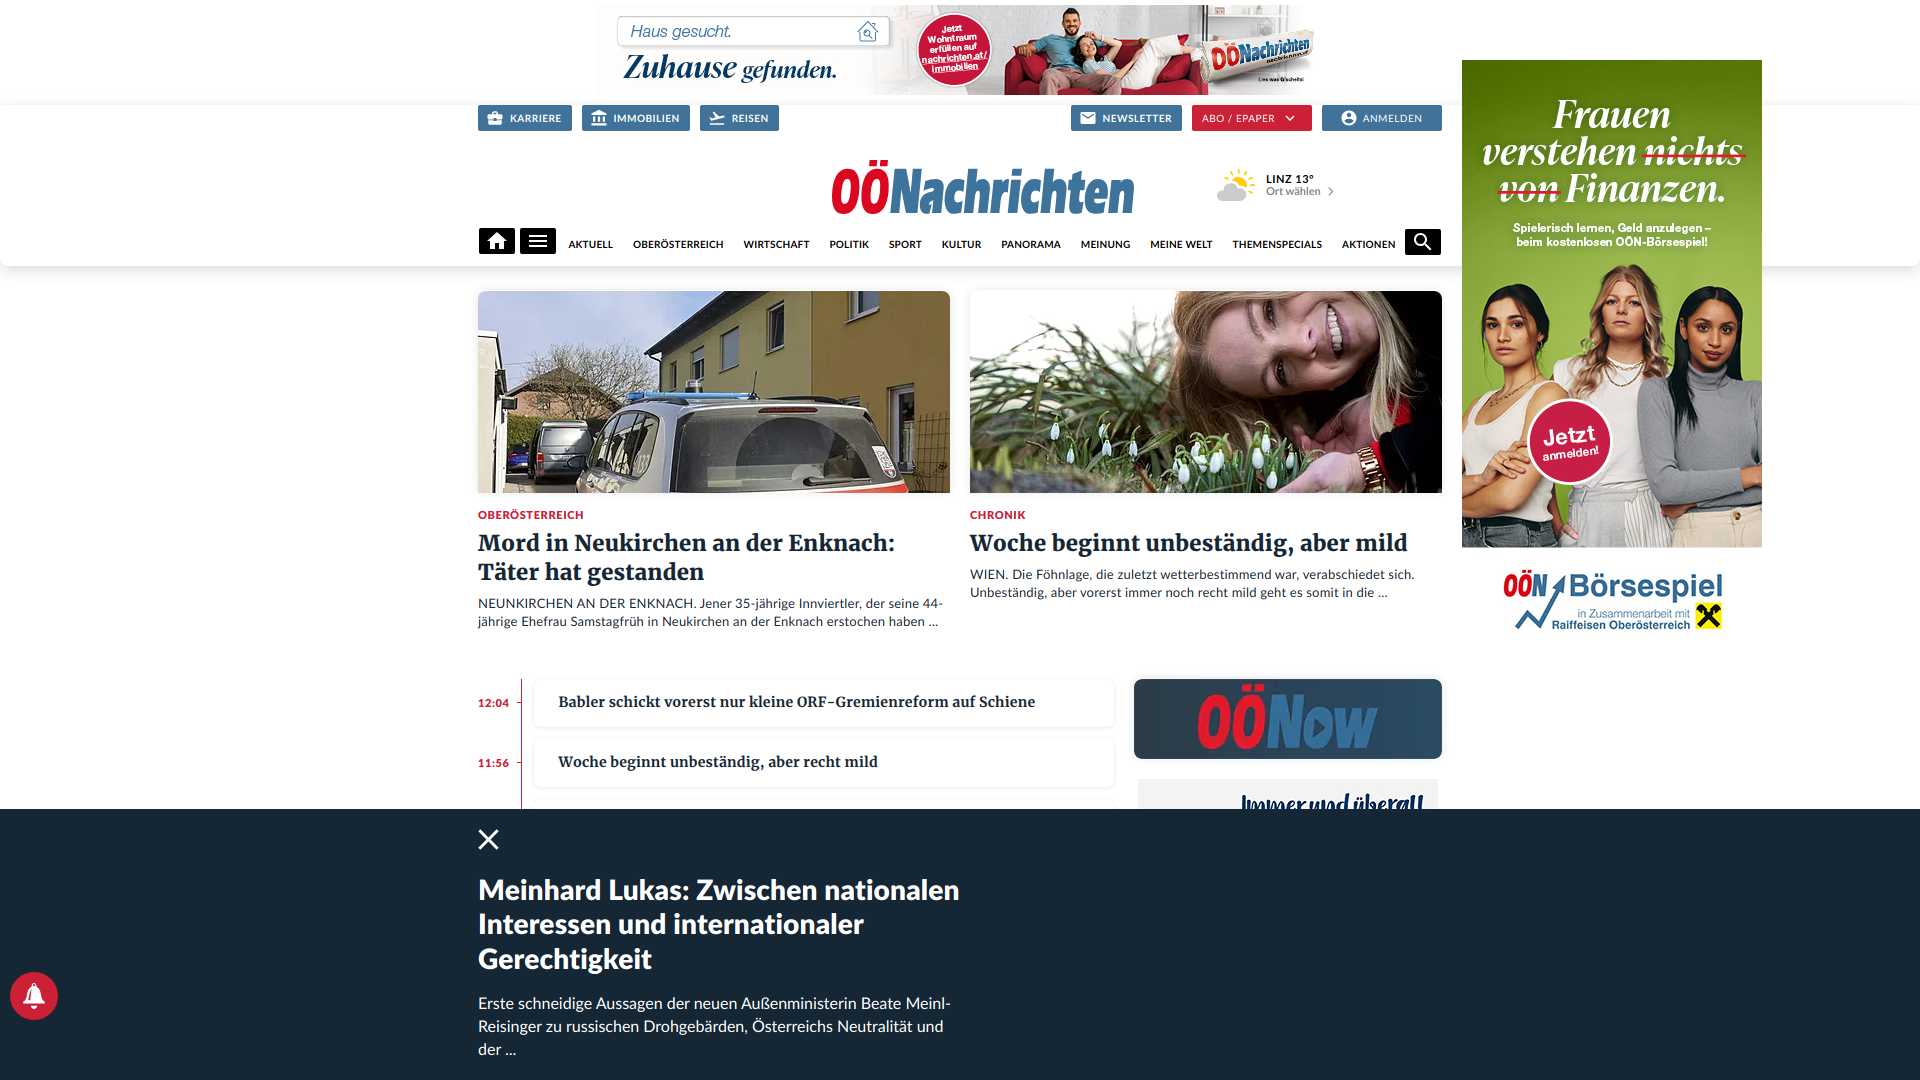 Haus gesucht.
Zuhause gefunden.
Jetzt
Wohntraum
erfüllen auf
nachrichten.at/
immobilien
OÖNachrichten
Lies was G'scheits!
KARRIERE
IMMOBILIEN
REISEN
NEWSLETTER
ABO / EPAPER
ANMELDEN
OÖNachrichten
LINZ 13°
Ort wählen
AKTUELL
OBERÖSTERREICH
WIRTSCHAFT
POLITIK
SPORT
KULTUR
PANORAMA
MEINUNG
MEINE WELT
THEMENSPECIALS
AKTIONEN
Frauen
verstehen nichts
von Finanzen.
Spielerisch lernen, Geld anzulegen –
beim kostenlosen OÖN-Börsespiel!
Jetzt
anmelden!
OÖN Börsespiel
in Zusammenarbeit mit
Raiffeisen Oberösterreich
OBERÖSTERREICH
Mord in Neukirchen an der Enknach:
Täter hat gestanden
NEUNKIRCHEN AN DER ENKNACH. Jener 35-jährige Innviertler, der seine 44-
jährige Ehefrau Samstagfrüh in Neukirchen an der Enknach erstochen haben ...
CHRONIK
Woche beginnt unbeständig, aber mild
WIEN. Die Föhnlage, die zuletzt wetterbestimmend war, verabschiedet sich.
Unbeständig, aber vorerst immer noch recht mild geht es somit in die ...
12:04
Babler schickt vorerst nur kleine ORF-Gremienreform auf Schiene
11:56
Woche beginnt unbeständig, aber recht mild
OÖNow
Immer und überall
Meinhard Lukas: Zwischen nationalen
Interessen und internationaler
Gerechtigkeit
Erste schneidige Aussagen der neuen Außenministerin Beate Meinl-
Reisinger zu russischen Drohgebärden, Österreichs Neutralität und
der ...